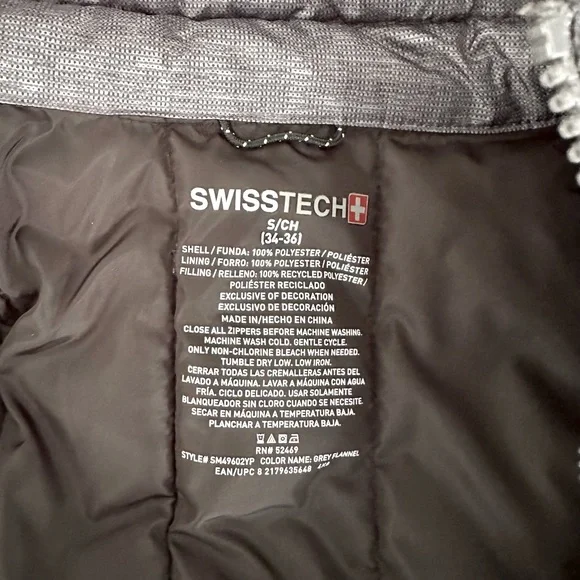 SWISSTECH
S/CH
(34-36)
SHELL / FUNDA: 100% POLYESTER / POLIÉSTER
LINING / FORRO: 100% POLYESTER / POLIÉSTER
FILLING / RELLENO: 100% RECYCLED POLYESTER /
POLIÉSTER RECICLADO
EXCLUSIVE OF DECORATION
EXCLUSIVO DE DECORACIÓN
MADE IN/HECHO EN CHINA
CLOSE ALL ZIPPERS BEFORE MACHINE WASHING.
MACHINE WASH COLD. GENTLE CYCLE.
ONLY NON-CHLORINE BLEACH WHEN NEEDED.
TUMBLE DRY LOW. LOW IRON.
CERRAR TODAS LAS CREMALLERAS ANTES DEL
LAVADO A MÁQUINA. LAVAR A MÁQUINA CON AGUA
FRÍA. CICLO DELICADO. USAR SOLAMENTE
BLANQUEADOR SIN CLORO CUANDO SE NECESITE.
SECAR EN MÁQUINA A TEMPERATURA BAJA.
PLANCHAR A TEMPERATURA BAJA.
RN# 52469
STYLE# SM49602YP COLOR NAME: GREY FLANNEL
EAN/UPC 8 2179635648